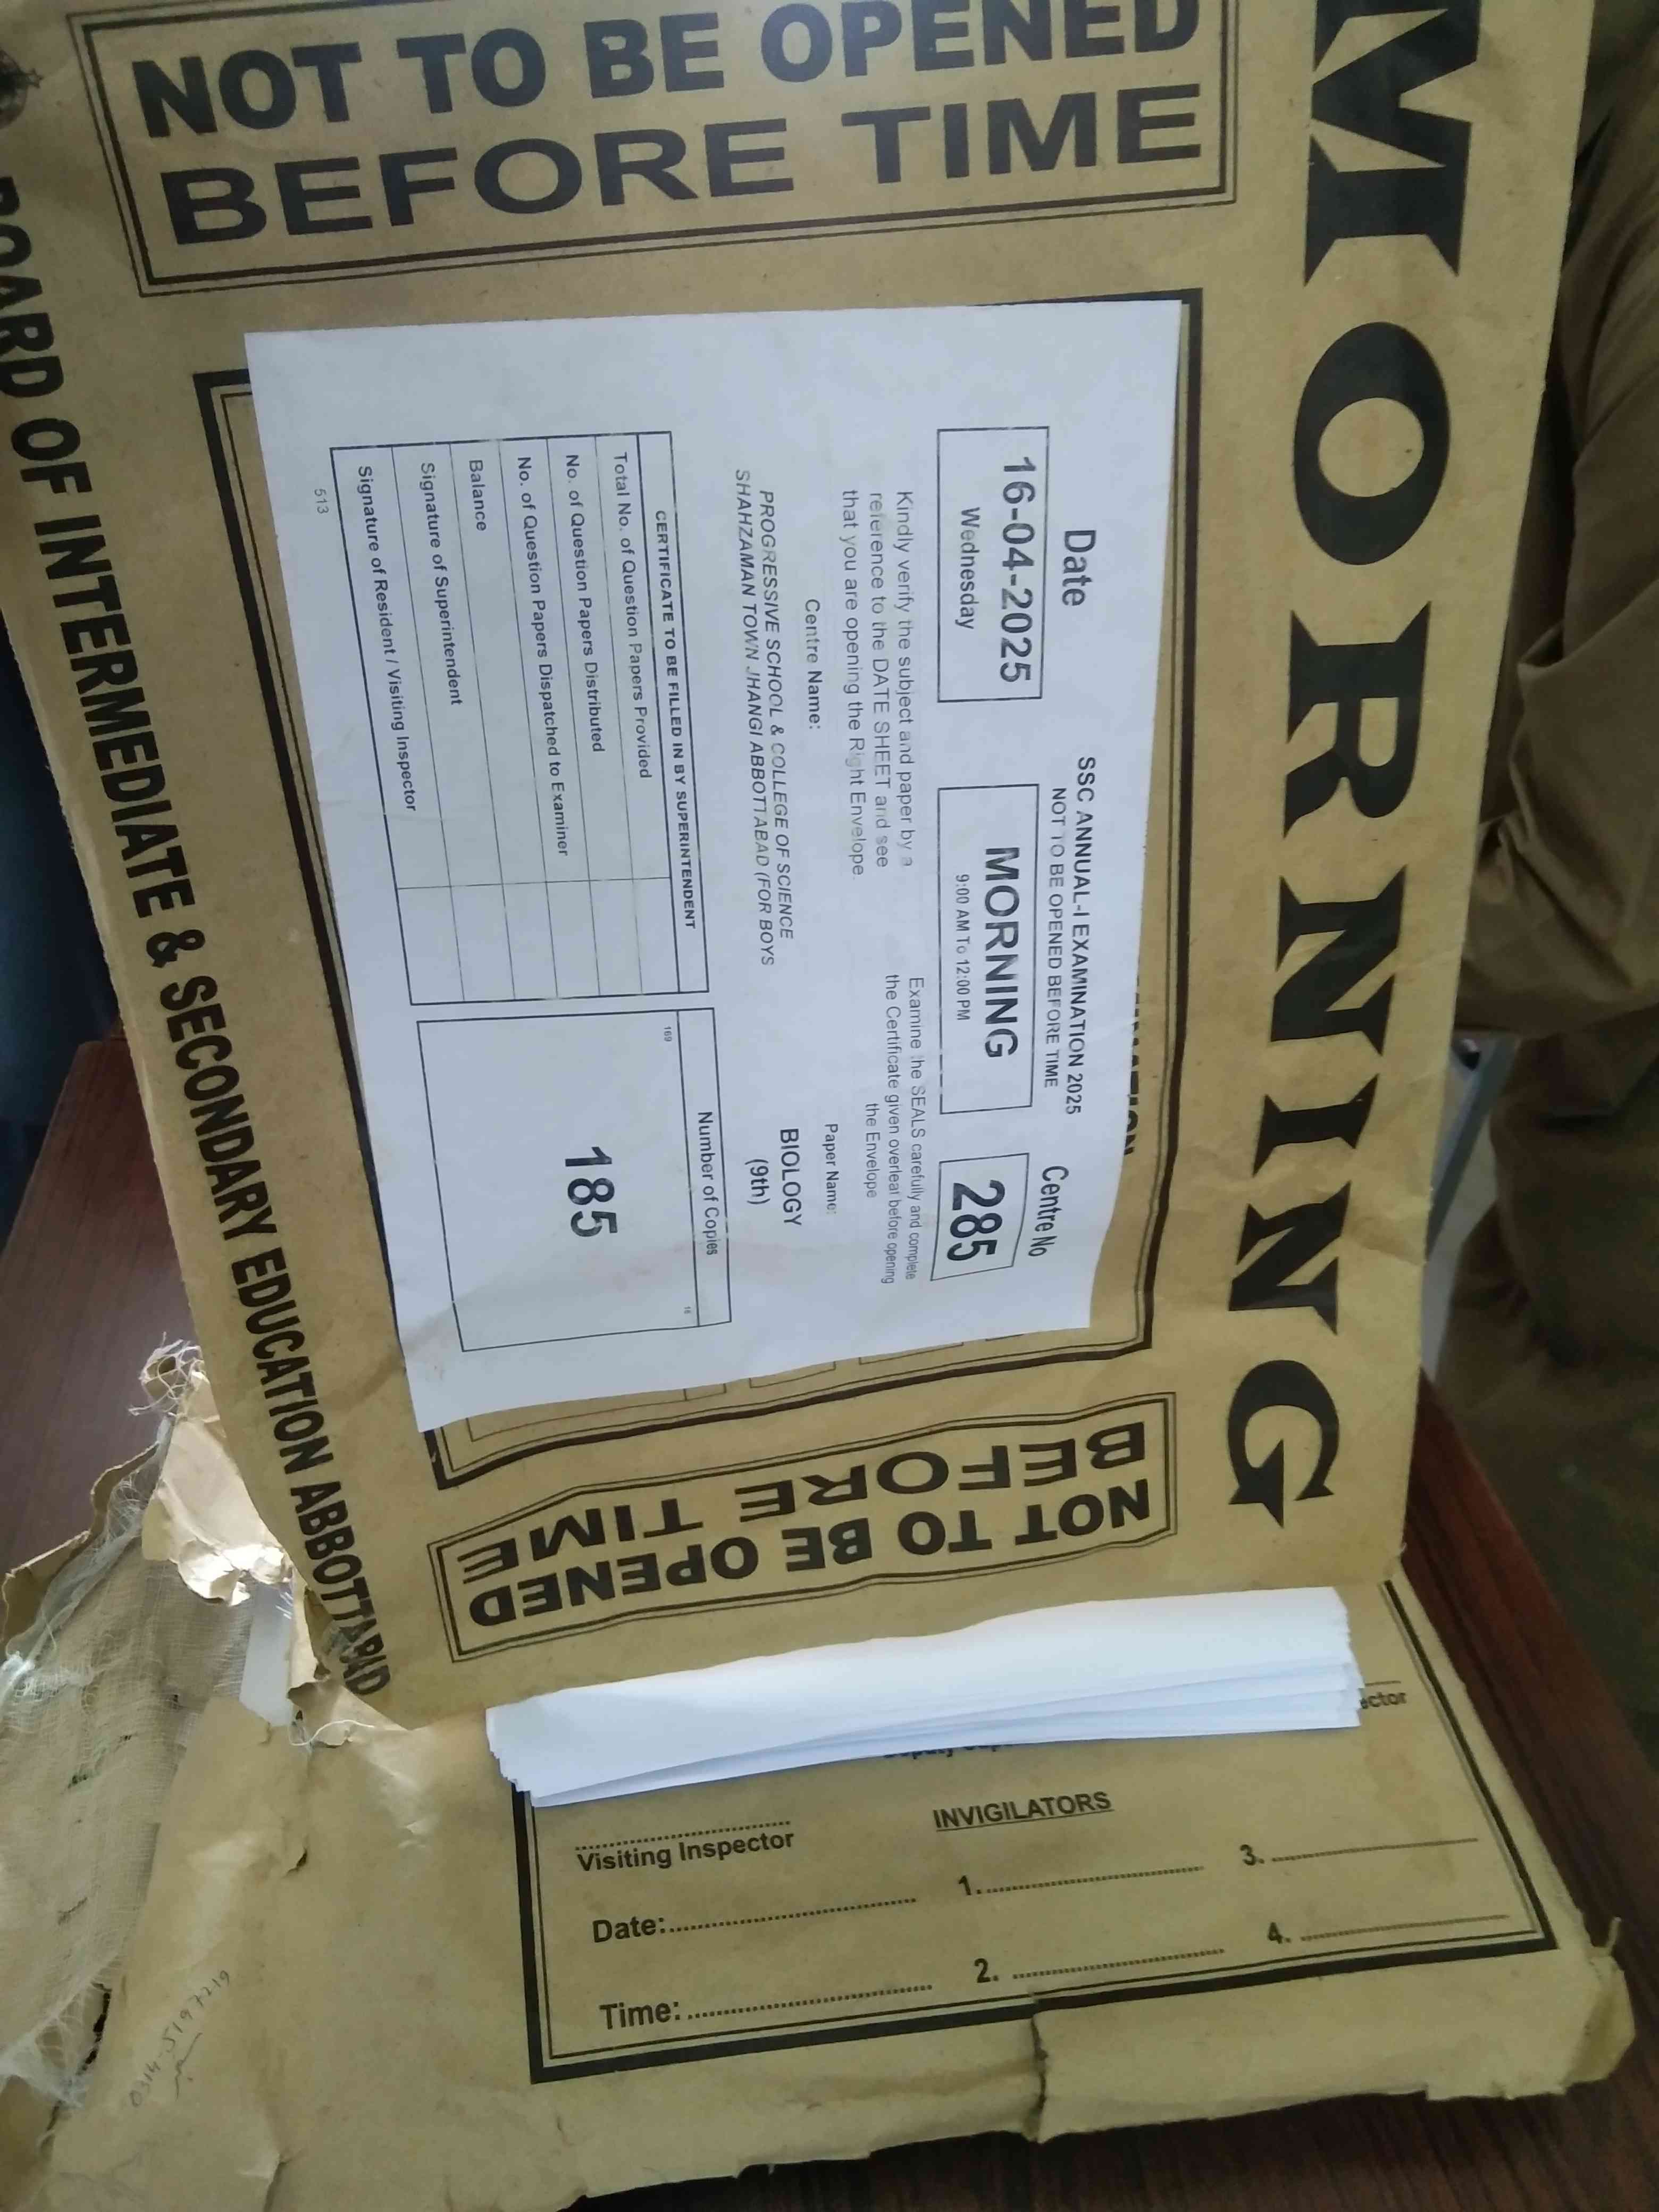 NOT TO BE OPENED
BEFORE TIME
MORNING
BOARD OF INTERMEDIATE & SECONDARY EDUCATION ABBOTTABAD
SSC ANNUAL-I EXAMINATION 2025
NOT TO BE OPENED BEFORE TIME
Date
16-04-2025
Wednesday
MORNING
9:00 AM To 12:00 PM
Centre No
285
Kindly verify the subject and paper by a
reference to the DATE SHEET and see
that you are opening the Right Envelope
Examine the SEALS carefully and complete
the Certificate given overleaf before opening
the Envelope
Centre Name:
PROGRESSIVE SCHOOL & COLLEGE OF SCIENCE
SHAHZAMAN TOWN JHANGI ABBOTTABAD (FOR BOYS
Paper Name:
BIOLOGY
(9th)
CERTIFICATE TO BE FILLED IN BY SUPERINTENDENT
Total No. of Question Papers Provided
No. of Question Papers Distributed
No. of Question Papers Dispatched to Examiner
Balance
Signature of Superintendent
Signature of Resident / Visiting Inspector
513
Number of Copies
169
18
185
NOT TO BE OPENED
BEFORE TIME
ctor
INVIGILATORS
Visiting Inspector
Date:
Time:
1.
2.
3.
4.